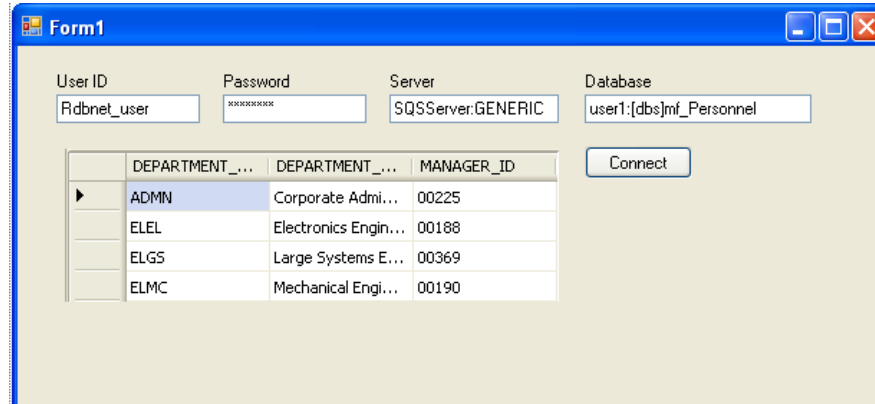 Form1
User ID Password Server Database
Rdbnet_user ******** SQSServer:GENERIC user1:[dbs]mf_Personnel
Connect
DEPARTMENT_... DEPARTMENT_... MANAGER_ID
ADMN Corporate Admi... 00225
ELEL Electronics Engin... 00188
ELGS Large Systems E... 00369
ELMC Mechanical Engi... 00190